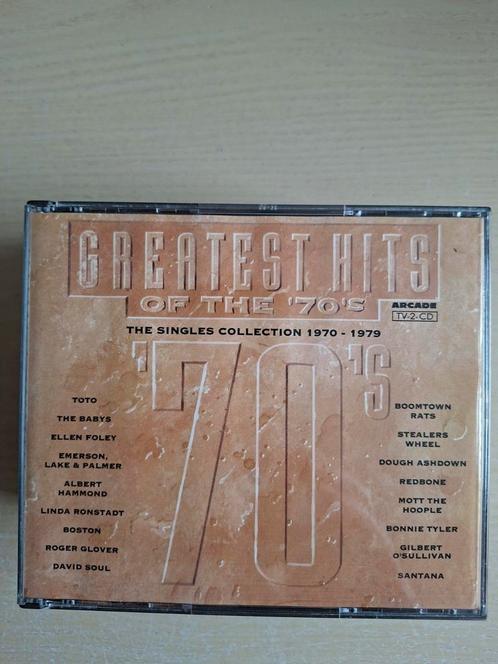 GREATEST HITS
OF THE '70'S
ARCADE
TV-2-CD
THE SINGLES COLLECTION 1970 - 1979
'70'S
TOTO
THE BABYS
ELLEN FOLEY
EMERSON,
LAKE & PALMER
ALBERT
HAMMOND
LINDA RONSTADT
BOSTON
ROGER GLOVER
DAVID SOUL
BOOMTOWN
RATS
STEALERS
WHEEL
DOUGH ASHDOWN
REDBONE
MOTT THE
HOOPLE
BONNIE TYLER
GILBERT
O'SULLIVAN
SANTANA